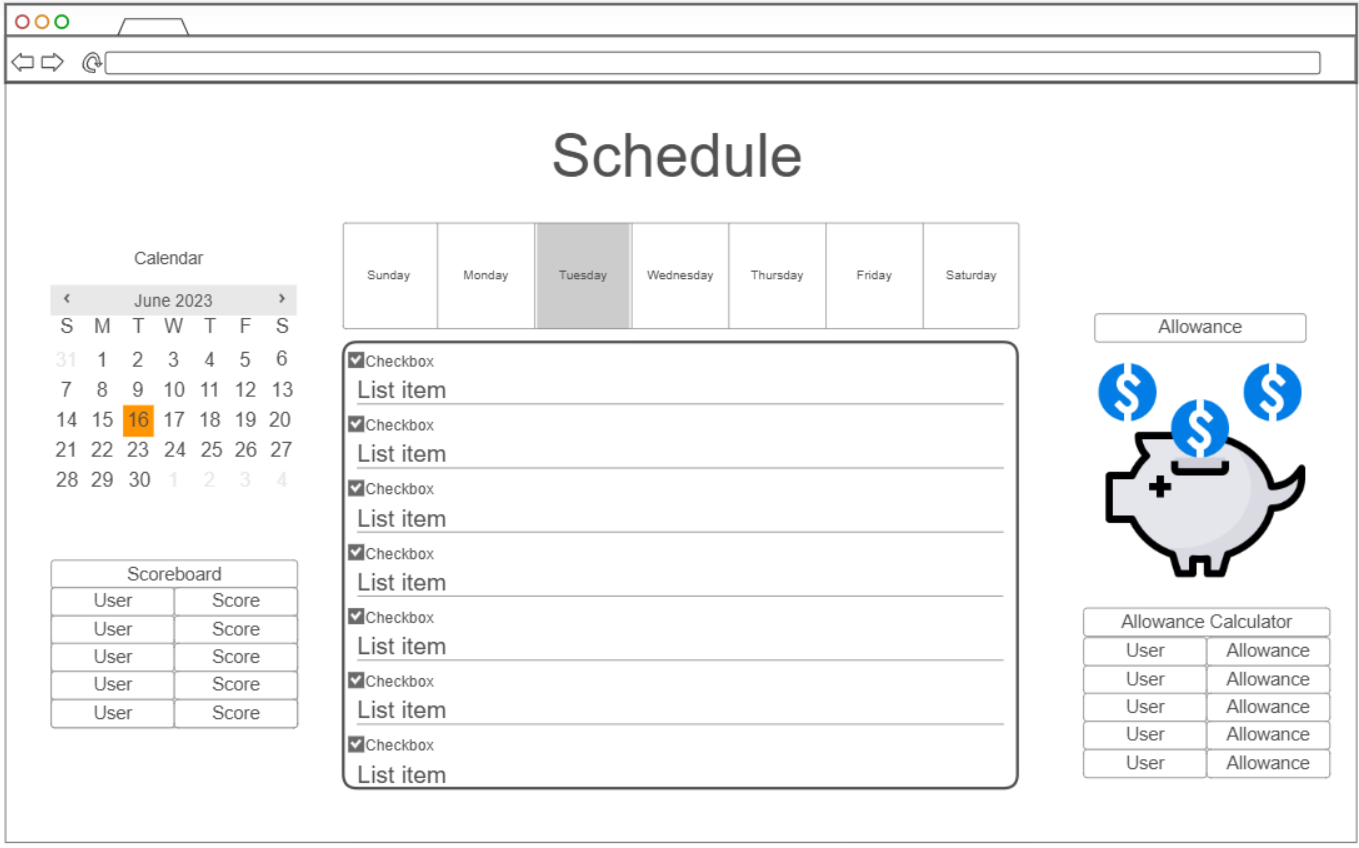 Schedule
Calendar
‹ June 2023 ›
S M T W T F S
31 1 2 3 4 5 6
7 8 9 10 11 12 13
14 15 16 17 18 19 20
21 22 23 24 25 26 27
28 29 30 1 2 3 4
Scoreboard
User Score
User Score
User Score
User Score
User Score
Sunday Monday Tuesday Wednesday Thursday Friday Saturday
Checkbox
List item
Checkbox
List item
Checkbox
List item
Checkbox
List item
Checkbox
List item
Checkbox
List item
Checkbox
List item
Allowance
$ $ $
Allowance Calculator
User Allowance
User Allowance
User Allowance
User Allowance
User Allowance